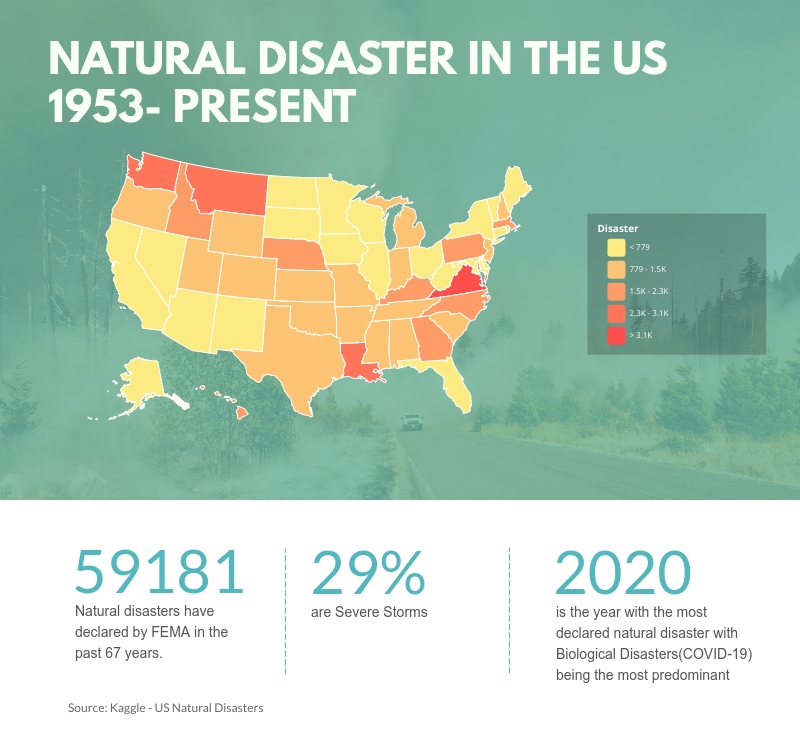 NATURAL DISASTER IN THE US
1953- PRESENT
Disaster
< 779
779 - 1.5K
1.5K - 2.3K
2.3K - 3.1K
> 3.1K
59181
Natural disasters have
declared by FEMA in the
past 67 years.
29%
are Severe Storms
2020
is the year with the most
declared natural disaster with
Biological Disasters(COVID-19)
being the most predominant
Source: Kaggle - US Natural Disasters